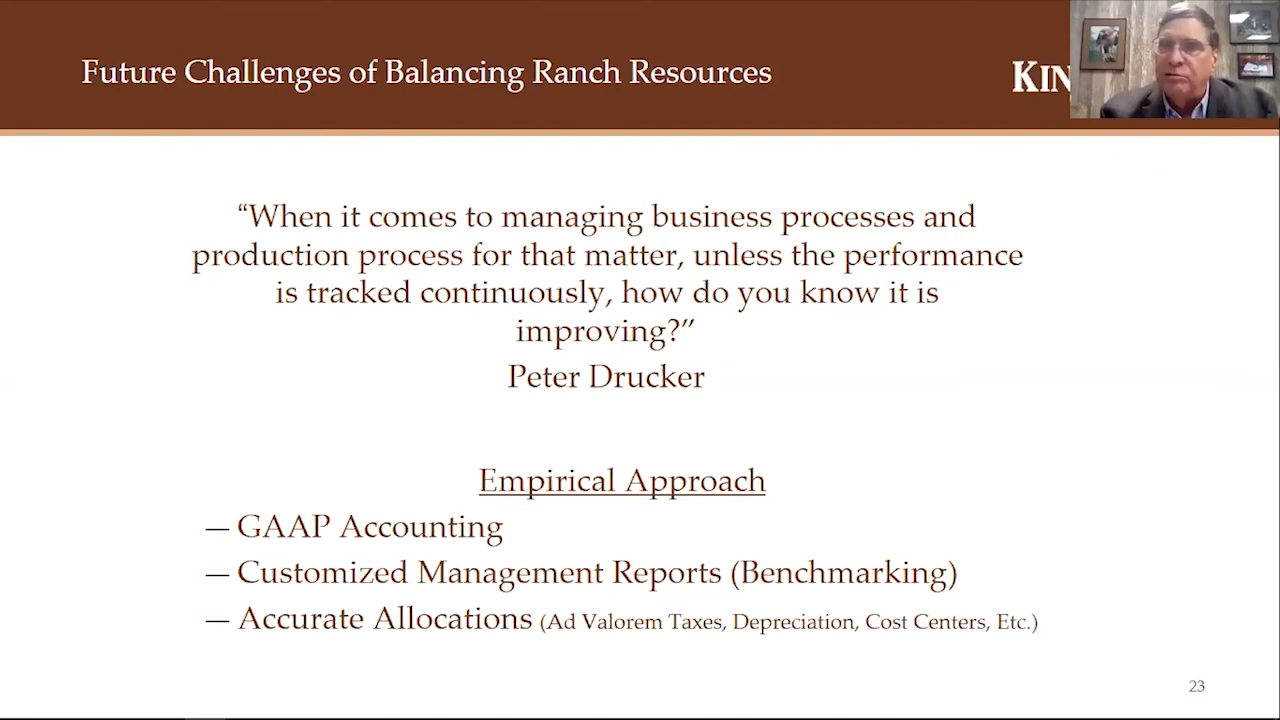 Future Challenges of Balancing Ranch Resources
“When it comes to managing business processes and
production process for that matter, unless the performance
is tracked continuously, how do you know it is
improving?”
Peter Drucker
Empirical Approach
— GAAP Accounting
— Customized Management Reports (Benchmarking)
— Accurate Allocations (Ad Valorem Taxes, Depreciation, Cost Centers, Etc.)
23